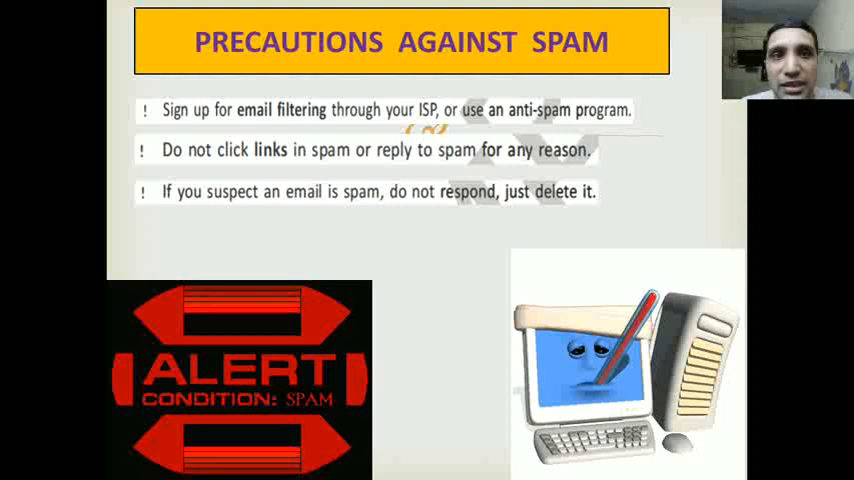 PRECAUTIONS AGAINST SPAM
! Sign up for email filtering through your ISP, or use an anti-spam program.
! Do not click links in spam or reply to spam for any reason.
! If you suspect an email is spam, do not respond, just delete it.
ALERT
CONDITION: SPAM